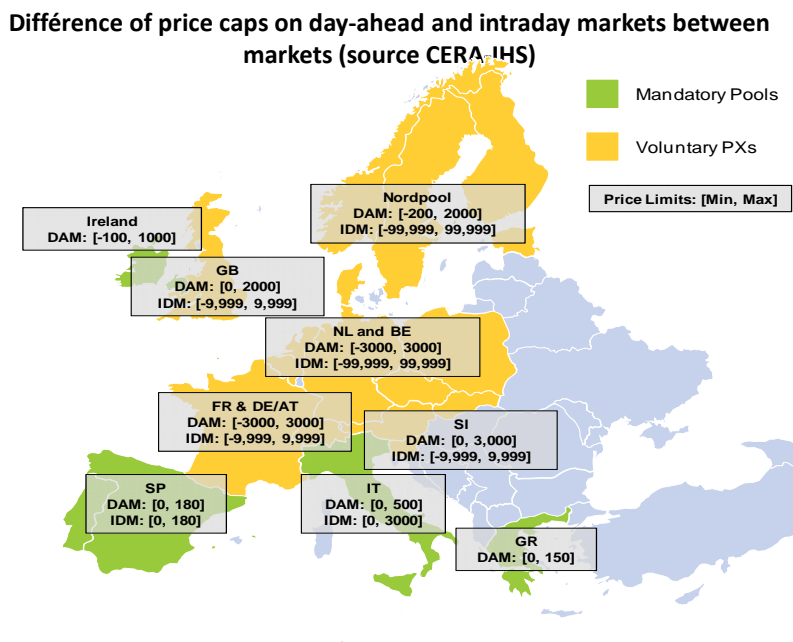 Différence of price caps on day-ahead and intraday markets between
markets (source CERA IHS)
Mandatory Pools
Voluntary PXs
Price Limits: [Min, Max]
Nordpool
DAM: [-200, 2000]
IDM: [-99,999, 99,999]
Ireland
DAM: [-100, 1000]
GB
DAM: [0, 2000]
IDM: [-9,999, 9,999]
NL and BE
DAM: [-3000, 3000]
IDM: [-99,999, 99,999]
FR & DE/AT
DAM: [-3000, 3000]
IDM: [-9,999, 9,999]
SI
DAM: [0, 3,000]
IDM: [-9,999, 9,999]
SP
DAM: [0, 180]
IDM: [0, 180]
IT
DAM: [0, 500]
IDM: [0, 3000]
GR
DAM: [0, 150]